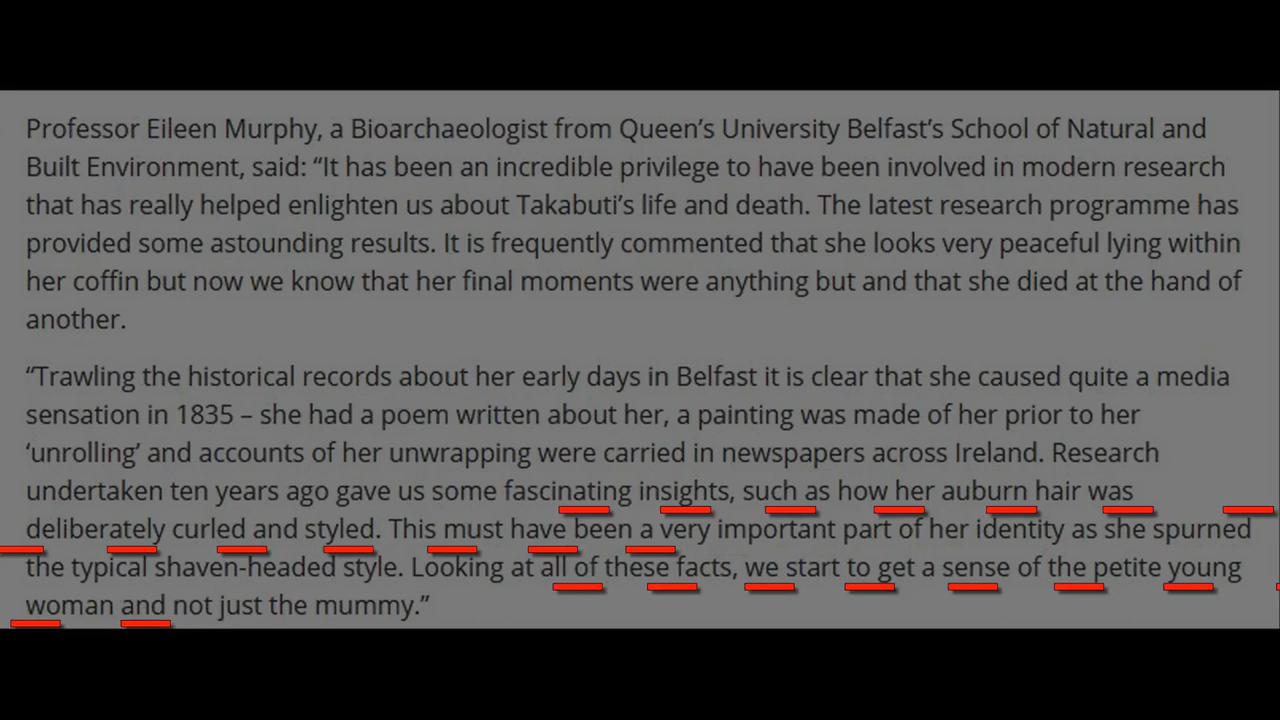 Professor Eileen Murphy, a Bioarchaeologist from Queen’s University Belfast’s School of Natural and
Built Environment, said: “It has been an incredible privilege to have been involved in modern research
that has really helped enlighten us about Takabuti’s life and death. The latest research programme has
provided some astounding results. It is frequently commented that she looks very peaceful lying within
her coffin but now we know that her final moments were anything but and that she died at the hand of
another.
“Trawling the historical records about her early days in Belfast it is clear that she caused quite a media
sensation in 1835 – she had a poem written about her, a painting was made of her prior to her
‘unrolling’ and accounts of her unwrapping were carried in newspapers across Ireland. Research
undertaken ten years ago gave us some fascinating insights, such as how her auburn hair was
deliberately curled and styled. This must have been a very important part of her identity as she spurned
the typical shaven-headed style. Looking at all of these facts, we start to get a sense of the petite young
woman and not just the mummy.”